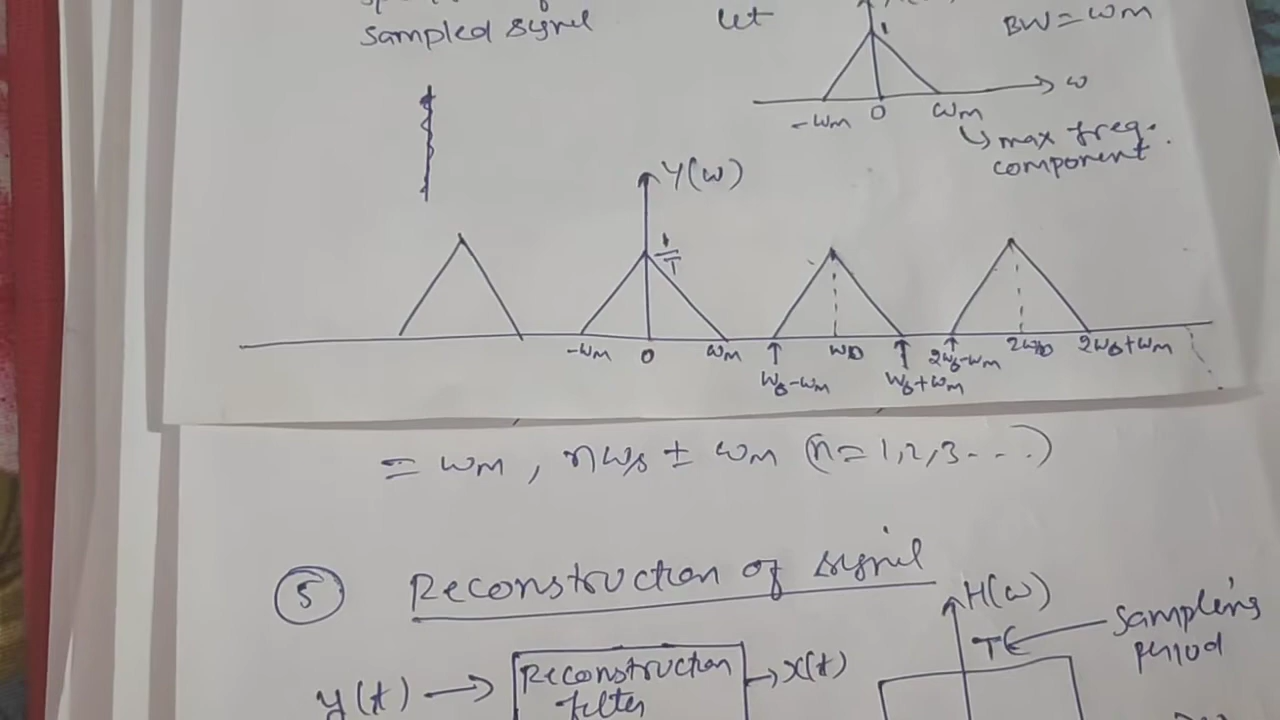 sampled signal
let
BW = ωm
1
ω
-ωm 0 ωm
max freq.
component
Y(ω)
1/T
-ωm 0 ωm ωs 2ωs 2ωs+ωm
ωs-ωm ωs+ωm 2ωs-ωm
= ωm, nωs ± ωm (n=1,2,3...)
5 Reconstruction of signal
H(ω)
T
Sampling
period
y(t) Reconstruction x(t)
filter